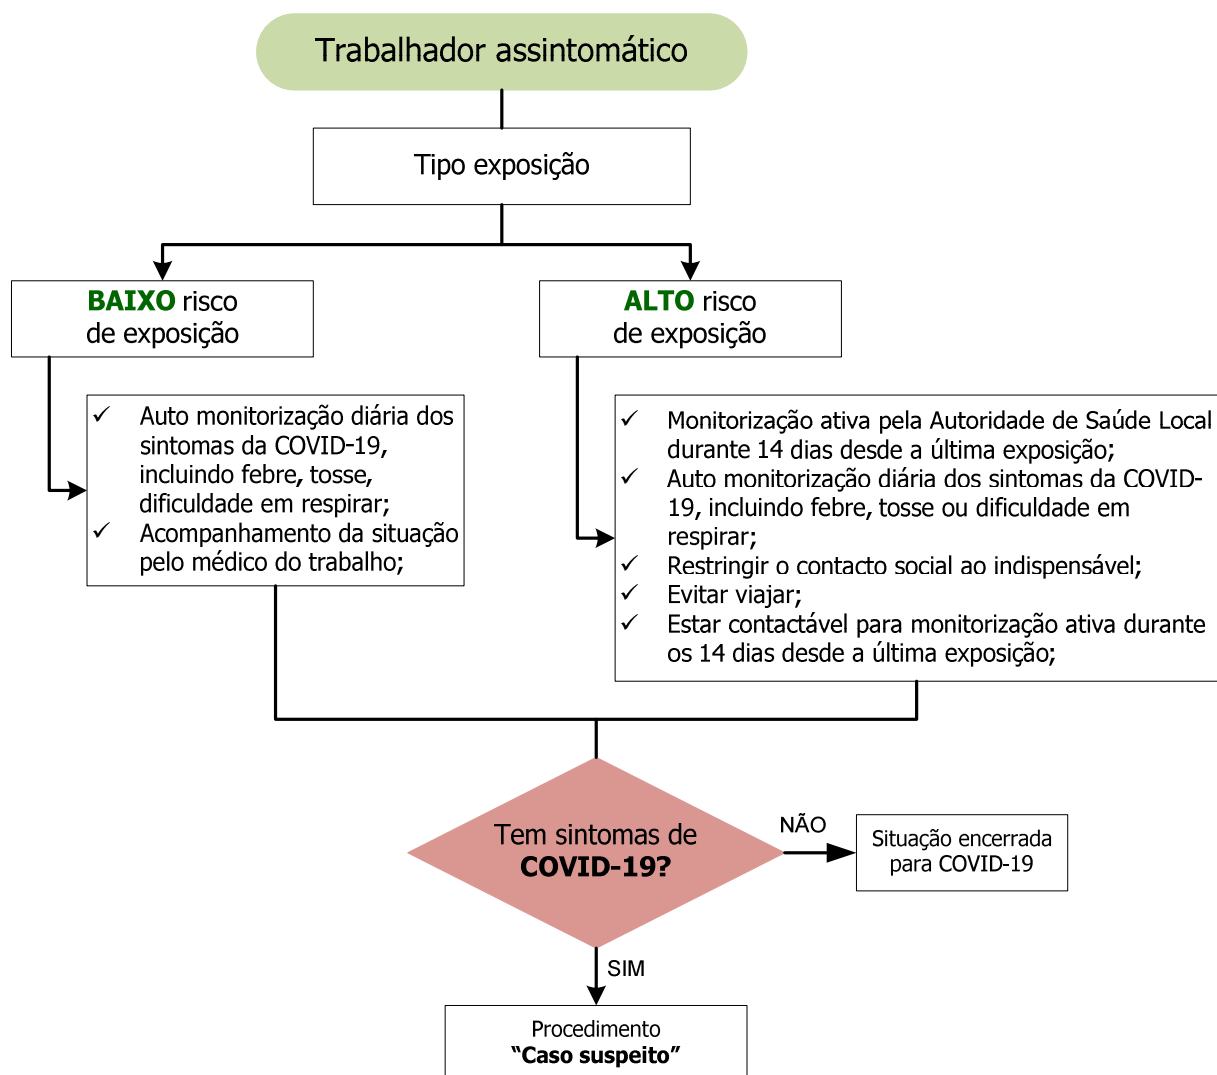 Trabalhador assintomático
Tipo exposição
BAIXO risco
de exposição
ALTO risco
de exposição
✓ Auto monitorização diária dos
sintomas da COVID-19,
incluindo febre, tosse,
dificuldade em respirar;
✓ Acompanhamento da situação
pelo médico do trabalho;
✓ Monitorização ativa pela Autoridade de Saúde Local
durante 14 dias desde a última exposição;
✓ Auto monitorização diária dos sintomas da COVID-
19, incluindo febre, tosse ou dificuldade em
respirar;
✓ Restringir o contacto social ao indispensável;
✓ Evitar viajar;
✓ Estar contactável para monitorização ativa durante
os 14 dias desde a última exposição;
Tem sintomas de
COVID-19?
NÃO
Situação encerrada
para COVID-19
SIM
Procedimento
“Caso suspeito”